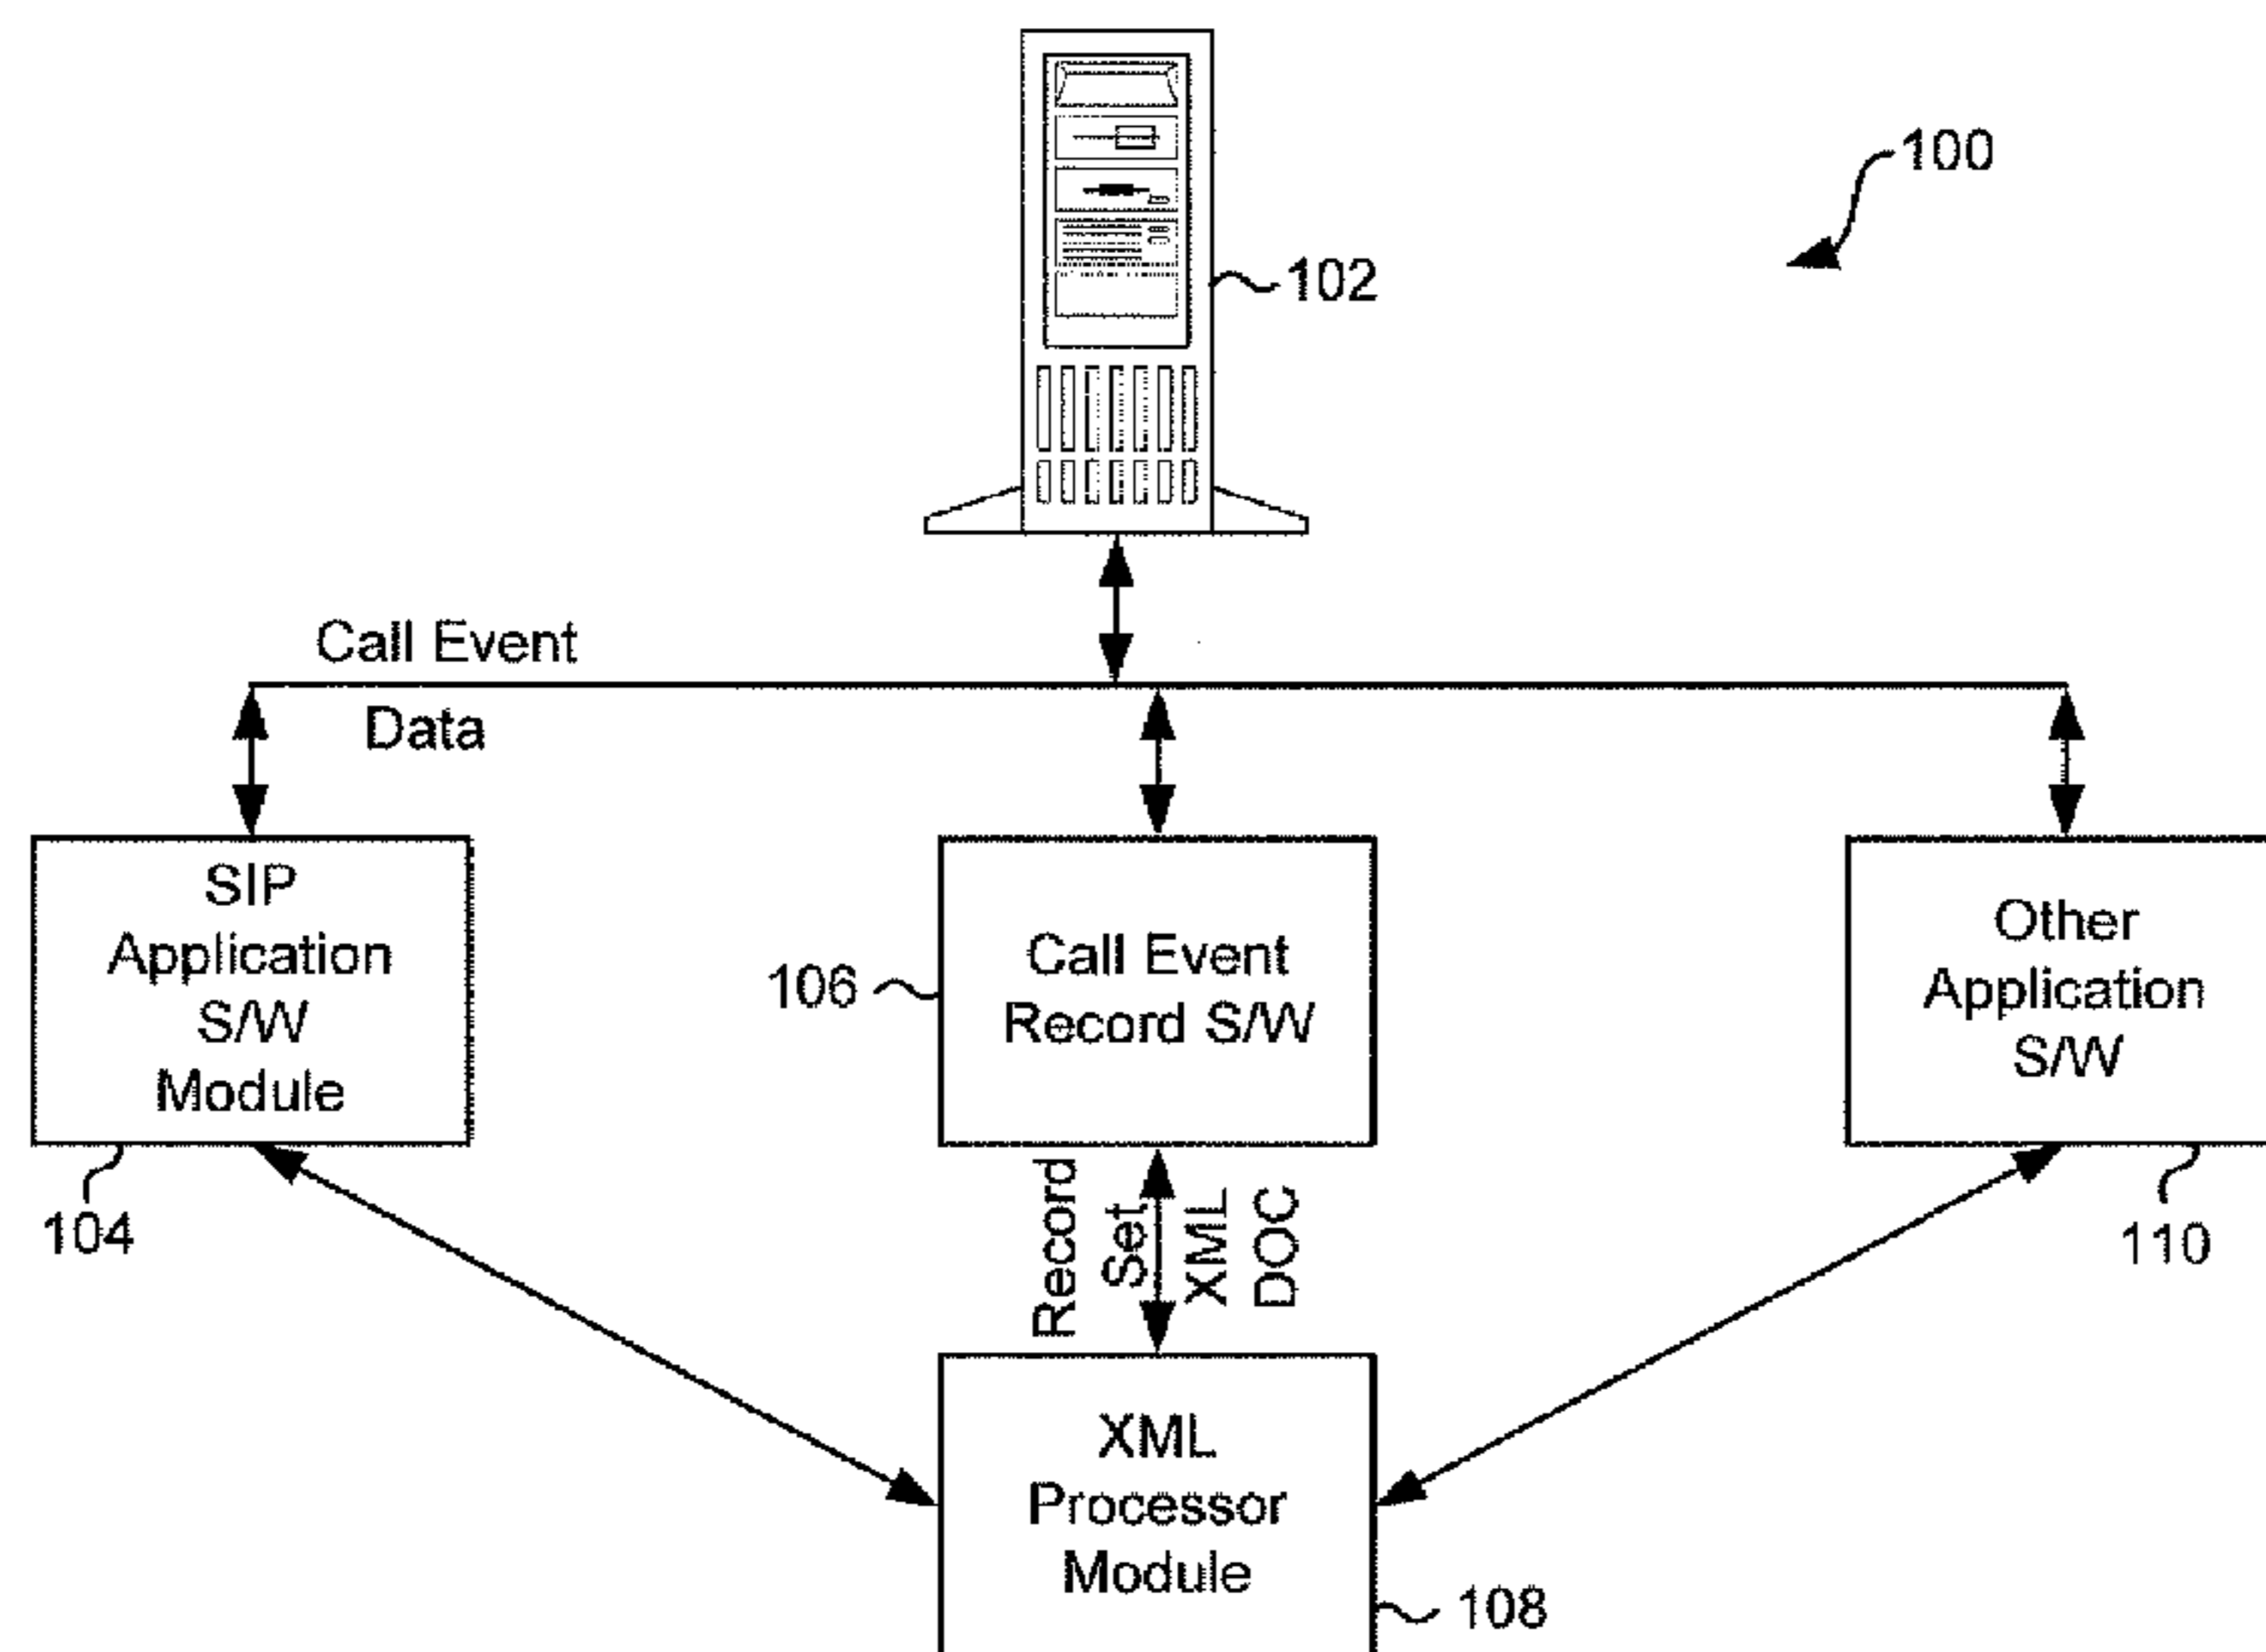 100
102
Call Event
Data
SIP
Application
S/W
Module
104
106
Call Event
Record S/W
Other
Application
S/W
110
Record
Set
XML
DOC
XML
Processor
Module
108